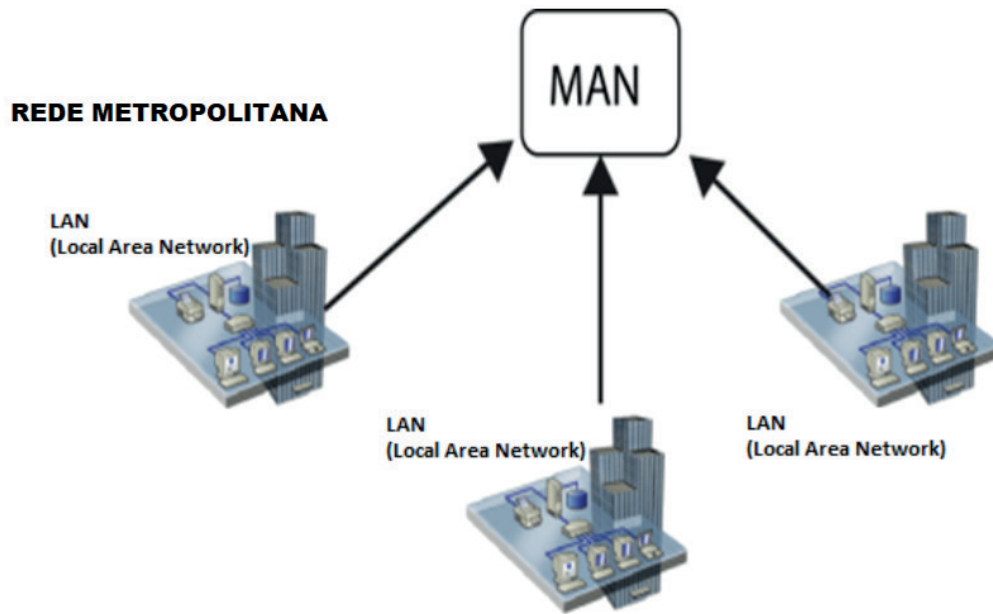 MAN
REDE METROPOLITANA
LAN
(Local Area Network)
LAN
(Local Area Network)
LAN
(Local Area Network)